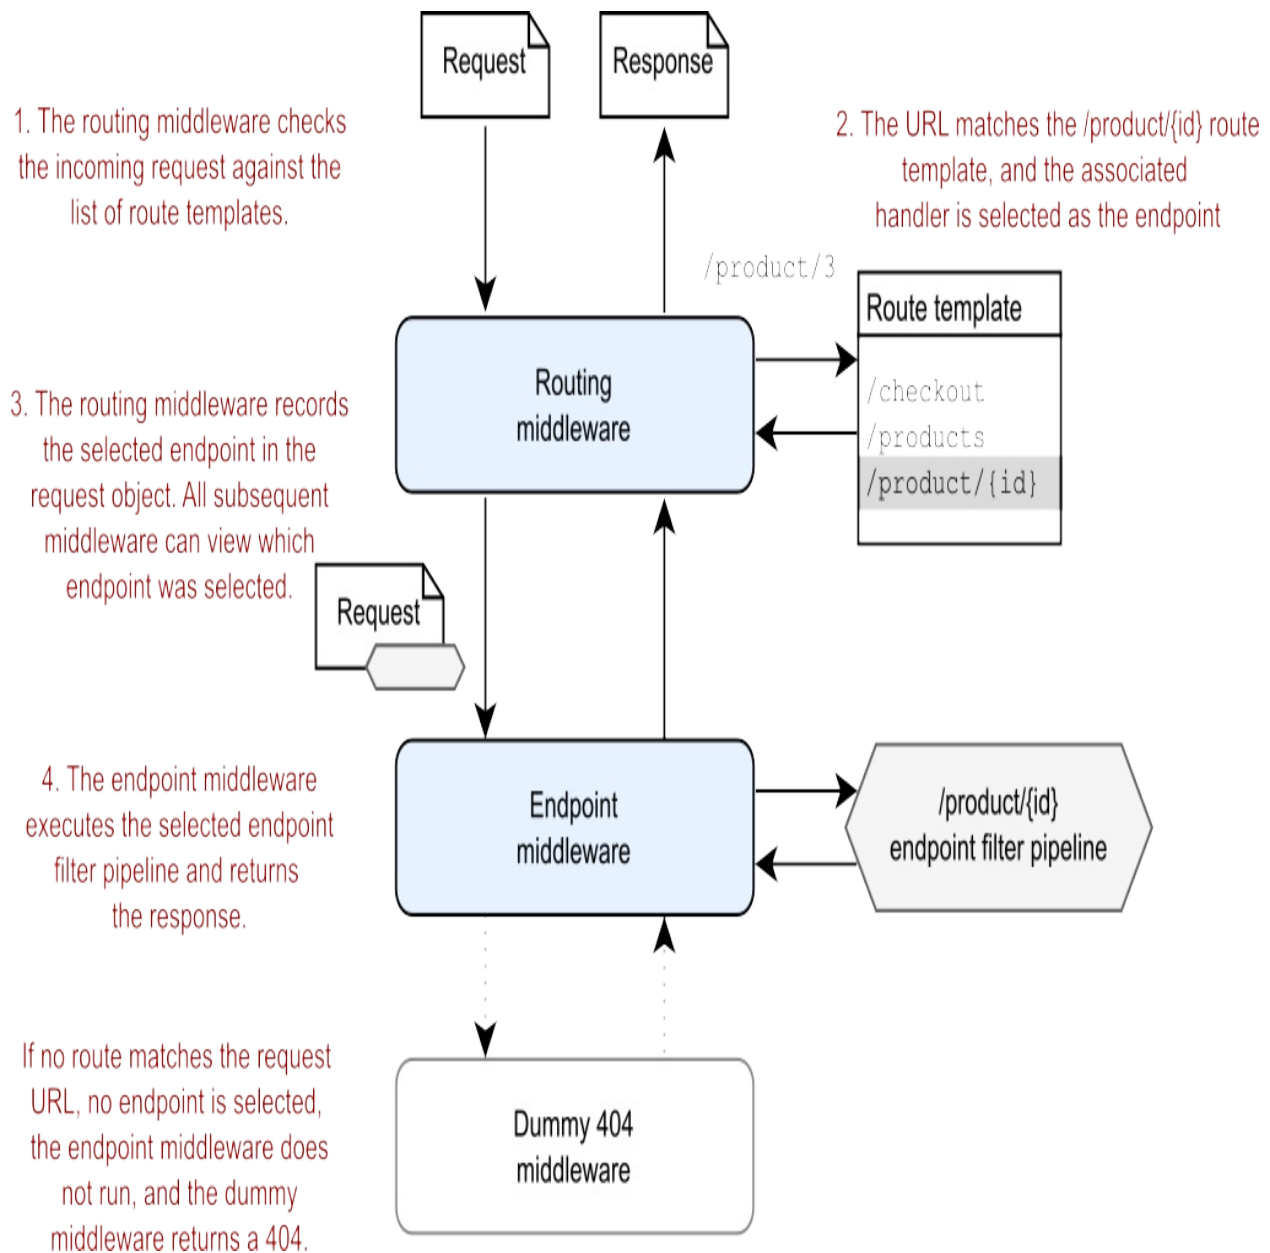 Request
Response
1. The routing middleware checks
the incoming request against the
list of route templates.
2. The URL matches the /product/{id} route
template, and the associated
handler is selected as the endpoint
/product/3
Route template
/checkout
/products
/product/{id}
Routing
middleware
3. The routing middleware records
the selected endpoint in the
request object. All subsequent
middleware can view which
endpoint was selected.
Request
4. The endpoint middleware
executes the selected endpoint
filter pipeline and returns
the response.
Endpoint
middleware
/product/{id}
endpoint filter pipeline
If no route matches the request
URL, no endpoint is selected,
the endpoint middleware does
not run, and the dummy
middleware returns a 404.
Dummy 404
middleware